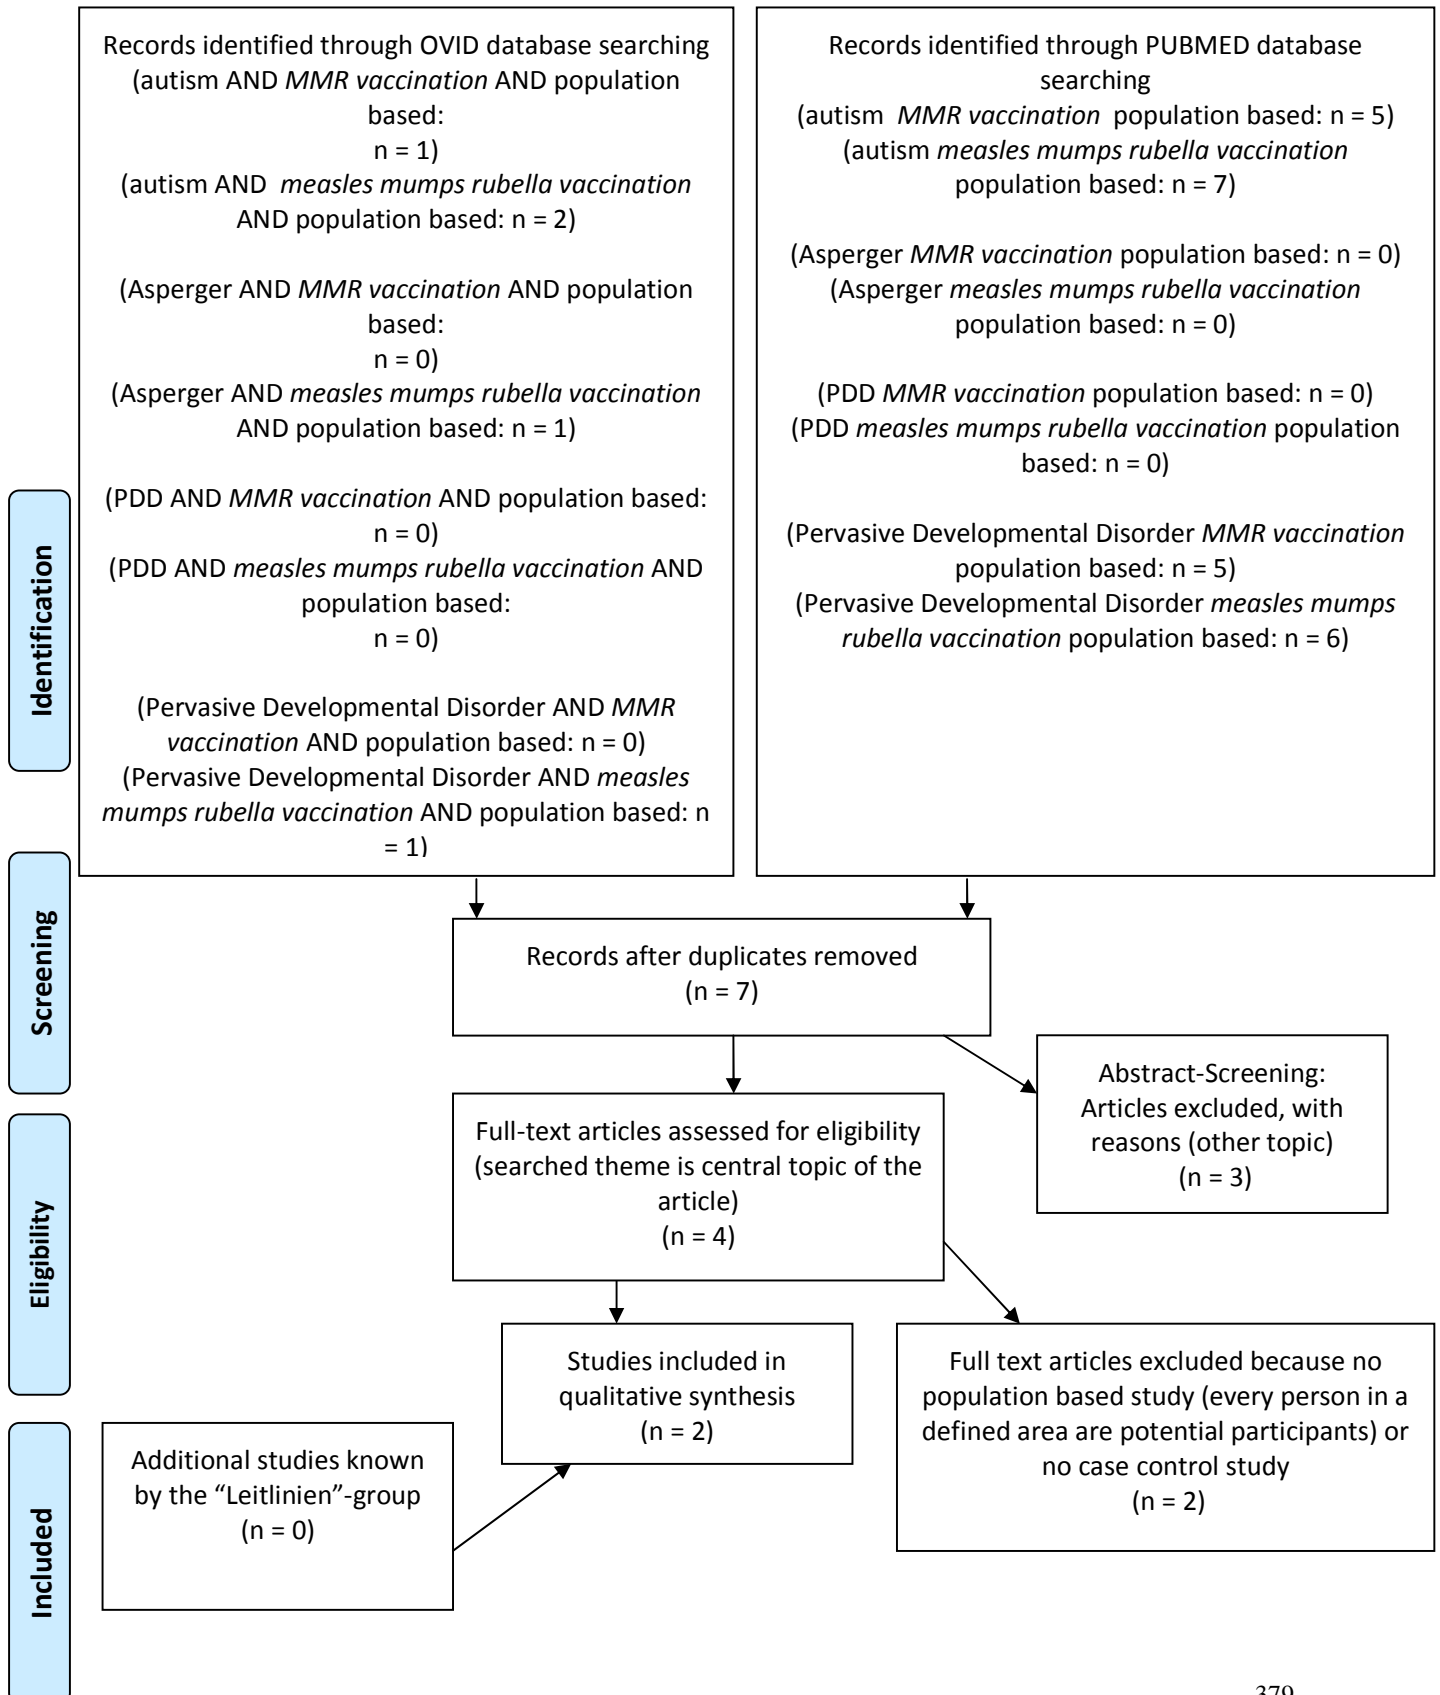 Records identified through OVID database searching
(autism AND MMR vaccination AND population
based:
n = 1)
(autism AND measles mumps rubella vaccination
AND population based: n = 2)
(Asperger AND MMR vaccination AND population
based:
n = 0)
(Asperger AND measles mumps rubella vaccination
AND population based: n = 1)
(PDD AND MMR vaccination AND population based:
n = 0)
(PDD AND measles mumps rubella vaccination AND
population based:
n = 0)
(Pervasive Developmental Disorder AND MMR
vaccination AND population based: n = 0)
(Pervasive Developmental Disorder AND measles
mumps rubella vaccination AND population based: n
= 1)
Records identified through PUBMED database
searching
(autism MMR vaccination population based: n = 5)
(autism measles mumps rubella vaccination
population based: n = 7)
(Asperger MMR vaccination population based: n = 0)
(Asperger measles mumps rubella vaccination
population based: n = 0)
(PDD MMR vaccination population based: n = 0)
(PDD measles mumps rubella vaccination population
based: n = 0)
(Pervasive Developmental Disorder MMR vaccination
population based: n = 5)
(Pervasive Developmental Disorder measles mumps
rubella vaccination population based: n = 6)
Identification
Screening
Records after duplicates removed
(n = 7)
Abstract-Screening:
Articles excluded, with
reasons (other topic)
(n = 3)
Eligibility
Full-text articles assessed for eligibility
(searched theme is central topic of the
article)
(n = 4)
Studies included in
qualitative synthesis
(n = 2)
Full text articles excluded because no
population based study (every person in a
defined area are potential participants) or
no case control study
(n = 2)
Included
Additional studies known
by the “Leitlinien”-group
(n = 0)
379